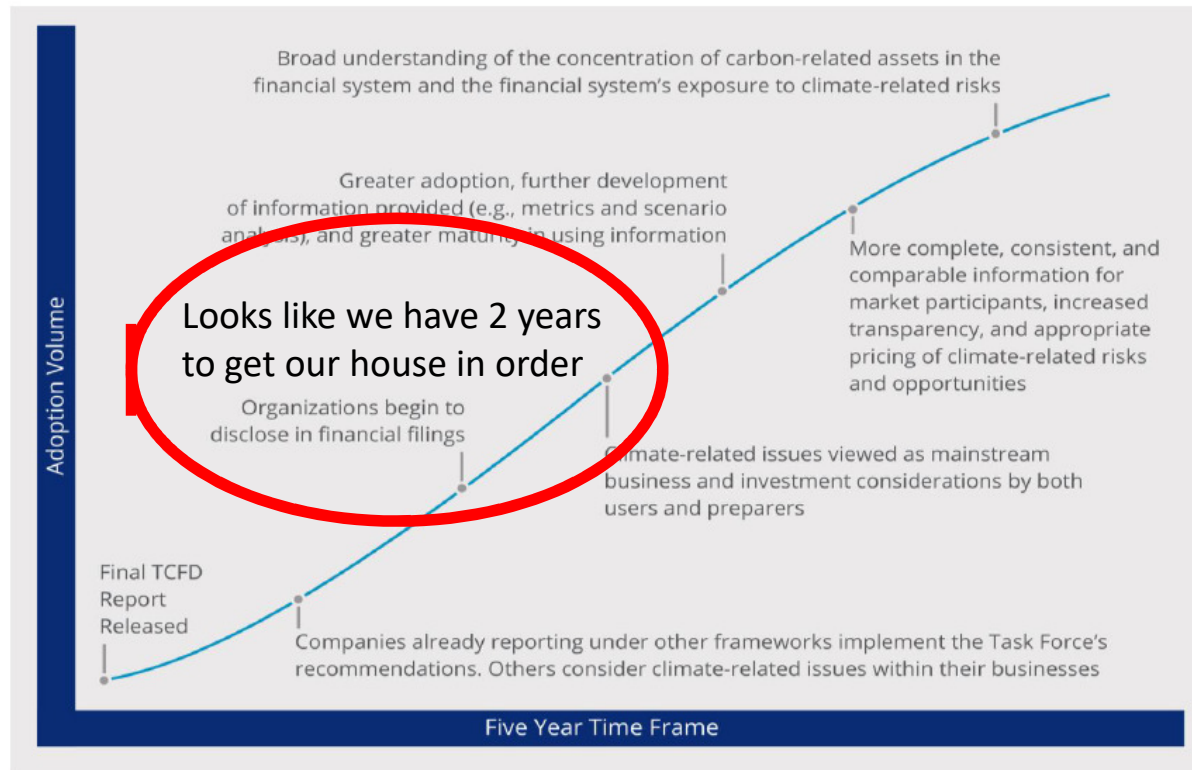 Broad understanding of the concentration of carbon-related assets in the
financial system and the financial system's exposure to climate-related risks
Greater adoption, further development
of information provided (e.g., metrics and scenario
analysis), and greater maturity in using information
More complete, consistent, and
comparable information for
market participants, increased
transparency, and appropriate
pricing of climate-related risks
and opportunities
Looks like we have 2 years
to get our house in order
Organizations begin to
disclose in financial filings
Climate-related issues viewed as mainstream
business and investment considerations by both
users and preparers
Final TCFD
Report
Released
Companies already reporting under other frameworks implement the Task Force's
recommendations. Others consider climate-related issues within their businesses
Adoption Volume
Five Year Time Frame